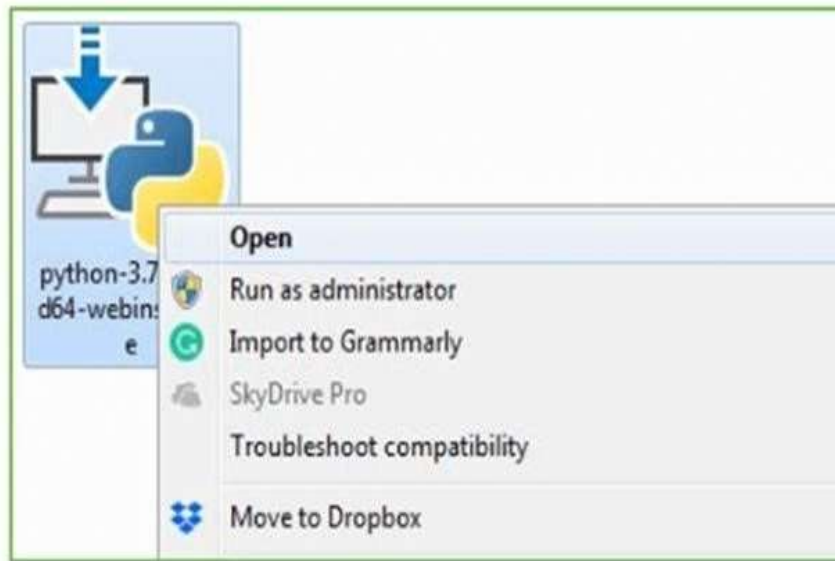 python-3.7
d64-webins
e
Open
Run as administrator
Import to Grammarly
SkyDrive Pro
Troubleshoot compatibility
Move to Dropbox